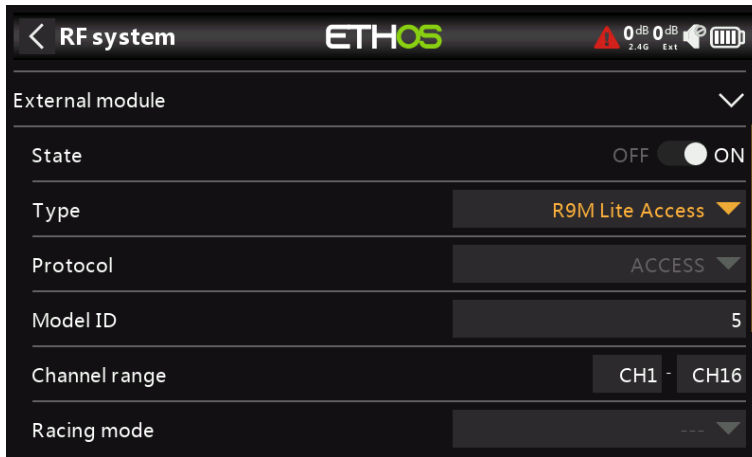 RF system ETHOS 0dB 0dB
2.4G Ext
External module
State OFF ON
Type R9M Lite Access
Protocol ACCESS
Model ID 5
Channel range CH1 - CH16
Racing mode ---